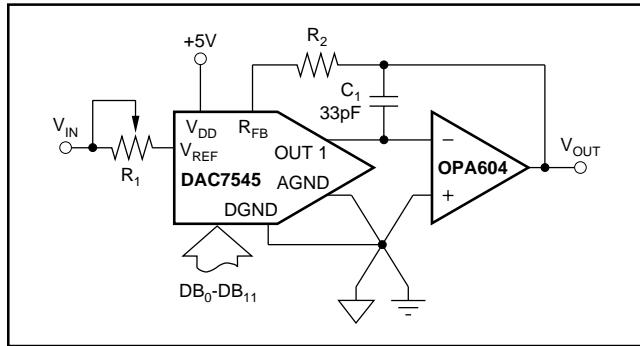 +5V
R2
C1
33pF
VIN
VDD
RFB
VREF
OUT 1
R1
DAC7545
AGND
DGND
–
+
OPA604
VOUT
DB0-DB11